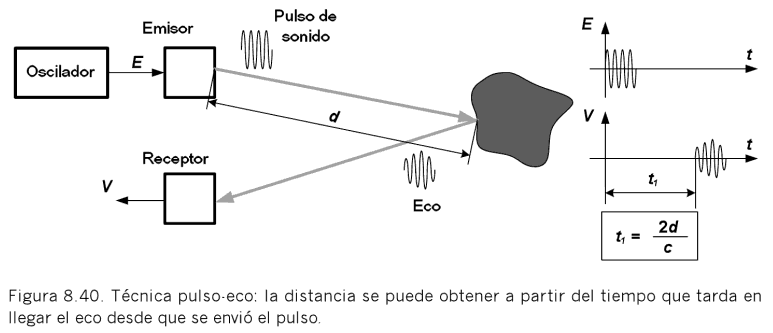 Emisor
Pulso de
sonido
Oscilador
E
d
Receptor
V
Eco
E
t
V
t
t₁
t₁ = 2d
c
Figura 8.40. Técnica pulso-eco: la distancia se puede obtener a partir del tiempo que tarda en
llegar el eco desde que se envió el pulso.